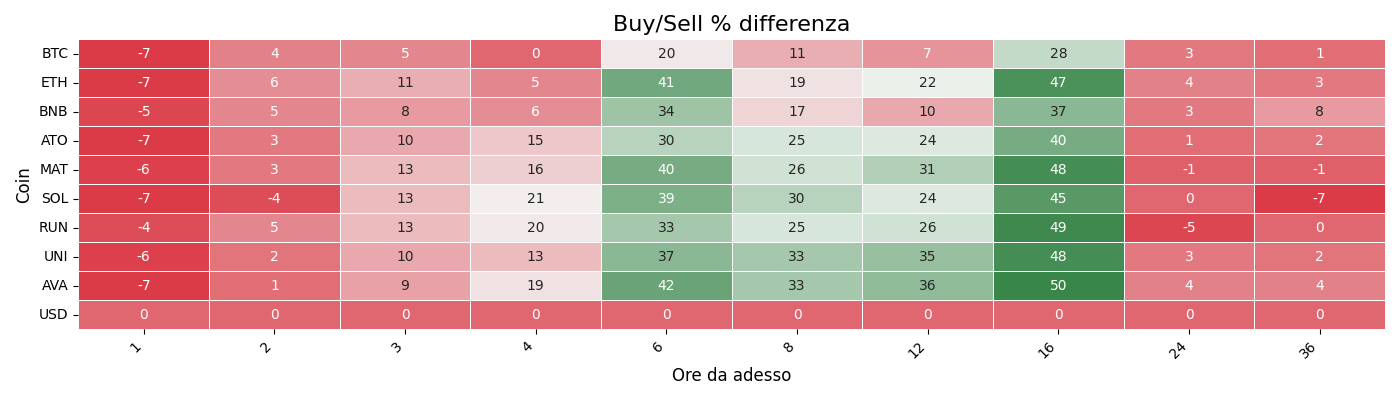 Buy/Sell % differenza
Coin
BTC -7 4 5 0 20 11 7 28 3 1
ETH -7 6 11 5 41 19 22 47 4 3
BNB -5 5 8 6 34 17 10 37 3 8
ATO -7 3 10 15 30 25 24 40 1 2
MAT -6 3 13 16 40 26 31 48 -1 -1
SOL -7 -4 13 21 39 30 24 45 0 -7
RUN -4 5 13 20 33 25 26 49 -5 0
UNI -6 2 10 13 37 33 35 48 3 2
AVA -7 1 9 19 42 33 36 50 4 4
USD 0 0 0 0 0 0 0 0 0 0
1 2 3 4 6 8 12 16 24 36
Ore da adesso